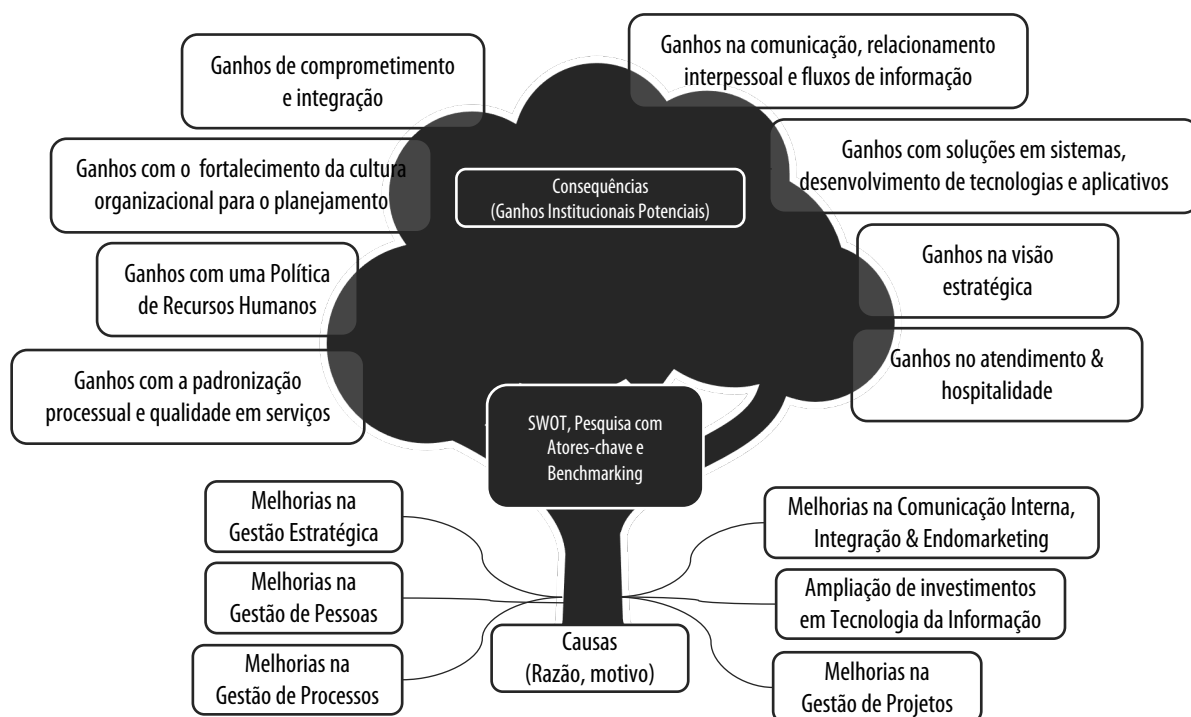 Ganhos de comprometimento
e integração
Ganhos na comunicação, relacionamento
interpessoal e fluxos de informação
Ganhos com o fortalecimento da cultura
organizacional para o planejamento
Consequências
(Ganhos Institucionais Potenciais)
Ganhos com soluções em sistemas,
desenvolvimento de tecnologias e aplicativos
Ganhos com uma Política
de Recursos Humanos
Ganhos na visão
estratégica
Ganhos com a padronização
processual e qualidade em serviços
Ganhos no atendimento &
hospitalidade
SWOT, Pesquisa com
Atores-chave e
Benchmarking
Melhorias na
Gestão Estratégica
Melhorias na Comunicação Interna,
Integração & Endomarketing
Melhorias na
Gestão de Pessoas
Ampliação de investimentos
em Tecnologia da Informação
Melhorias na
Gestão de Processos
Causas
(Razão, motivo)
Melhorias na
Gestão de Projetos